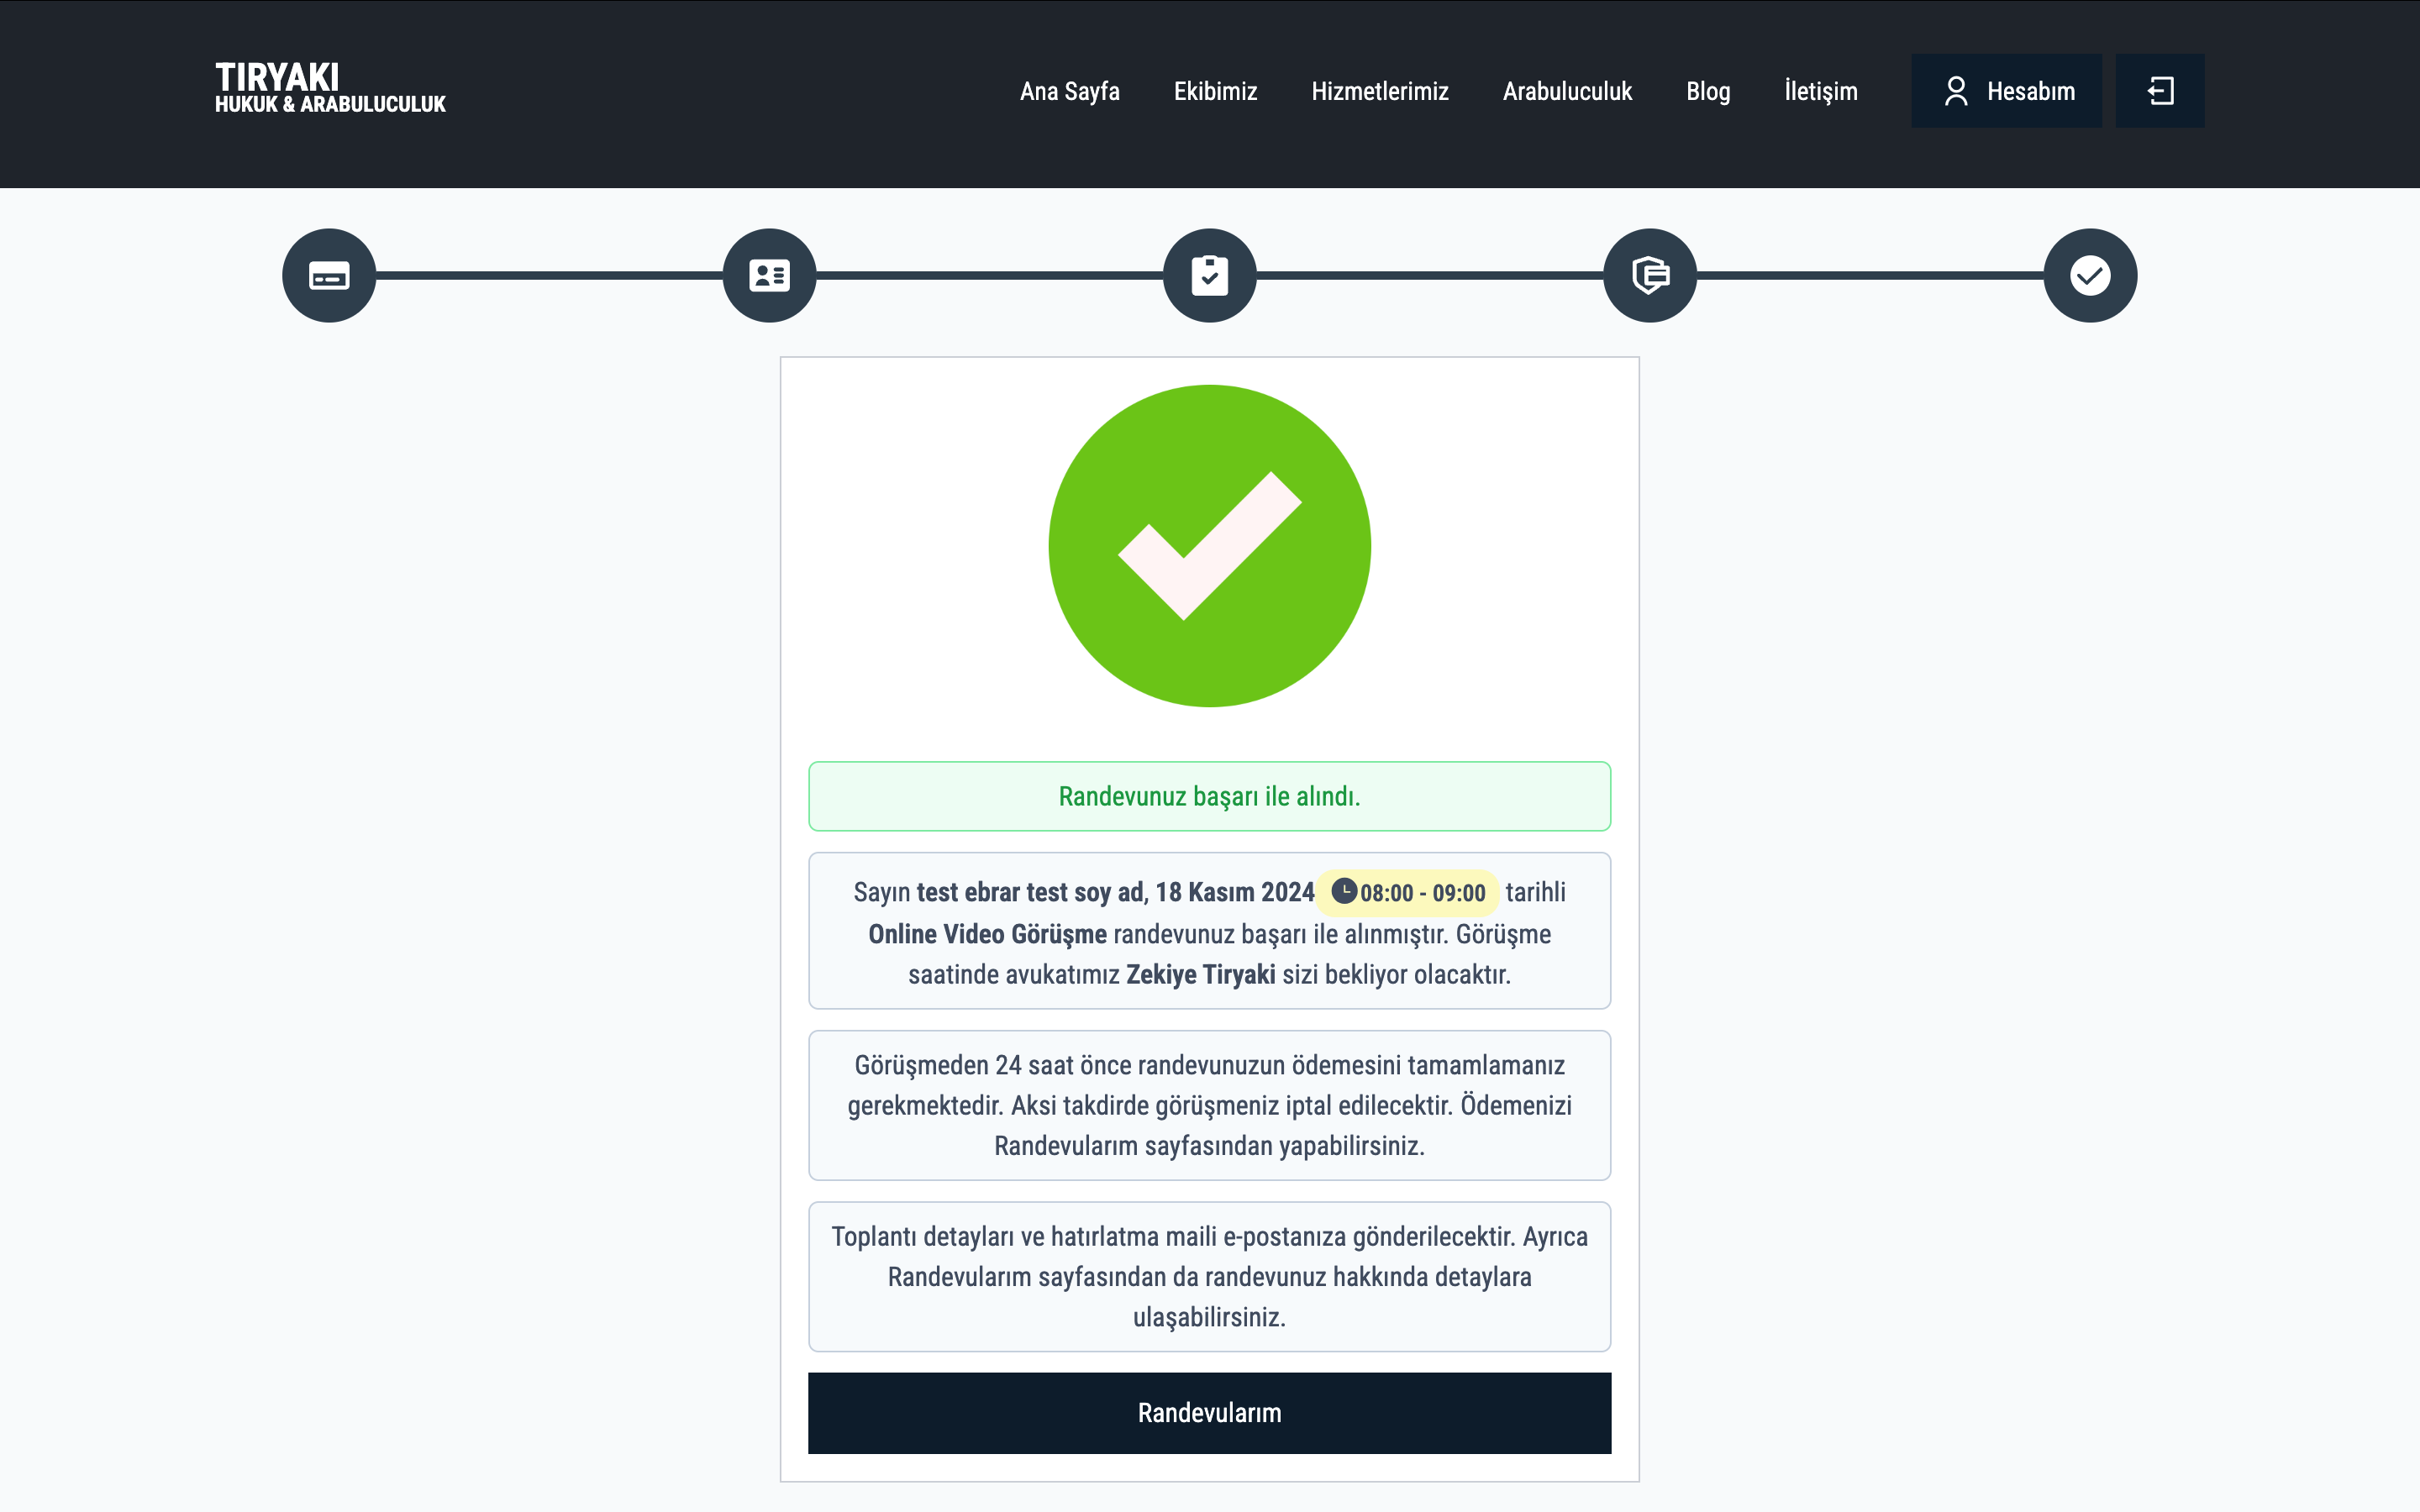 TIRYAKI
HUKUK & ARABULUCULUK
Ana Sayfa
Ekibimiz
Hizmetlerimiz
Arabuluculuk
Blog
İletişim
Hesabım
Randevunuz başarı ile alındı.
Sayın test ebrar test soy ad, 18 Kasım 2024 08:00 - 09:00 tarihli
Online Video Görüşme randevunuz başarı ile alınmıştır. Görüşme
saatinde avukatımız Zekiye Tiryaki sizi bekliyor olacaktır.
Görüşmeden 24 saat önce randevunuzun ödemesini tamamlamanız
gerekmektedir. Aksi takdirde görüşmeniz iptal edilecektir. Ödemenizi
Randevularım sayfasından yapabilirsiniz.
Toplantı detayları ve hatırlatma maili e-postanıza gönderilecektir. Ayrıca
Randevularım sayfasından da randevunuz hakkında detaylara
ulaşabilirsiniz.
Randevularım